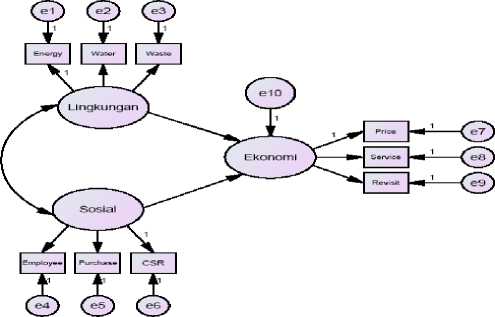 e1 e2 e3
1 1 1
Energy Water Waste
1
Lingkungan
e10
1
1 Price 1 e7
Ekonomi Service 1 e8
Revisit 1 e9
Sosial
1
Employee Purchase CSR
1 1 1
e4 e5 e6